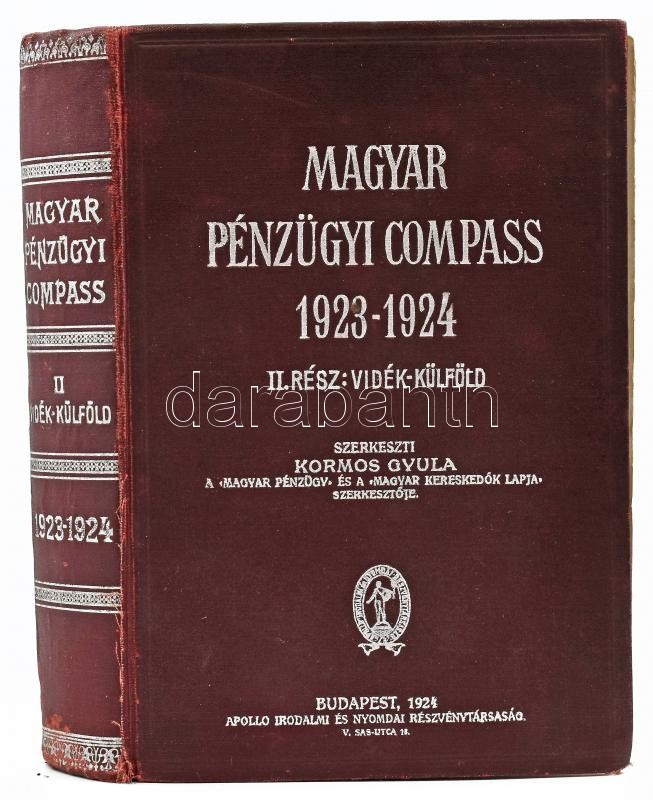 MAGYAR
PÉNZÜGYI
COMPASS
II
VIDÉK-KÜLFÖLD
1923-1924
MAGYAR
PÉNZÜGYI COMPASS
1923-1924
II. RÉSZ: VIDÉK-KÜLFÖLD
darabanth
SZERKESZTI
KORMOS GYULA
A ‹MAGYAR PÉNZÜGY› ÉS A ‹MAGYAR KERESKEDŐK LAPJA›
SZERKESZTŐJE.
BUDAPEST, 1924
APOLLO IRODALMI ÉS NYOMDAI RÉSZVÉNYTÁRSASÁG.
V. SAS-UTCA